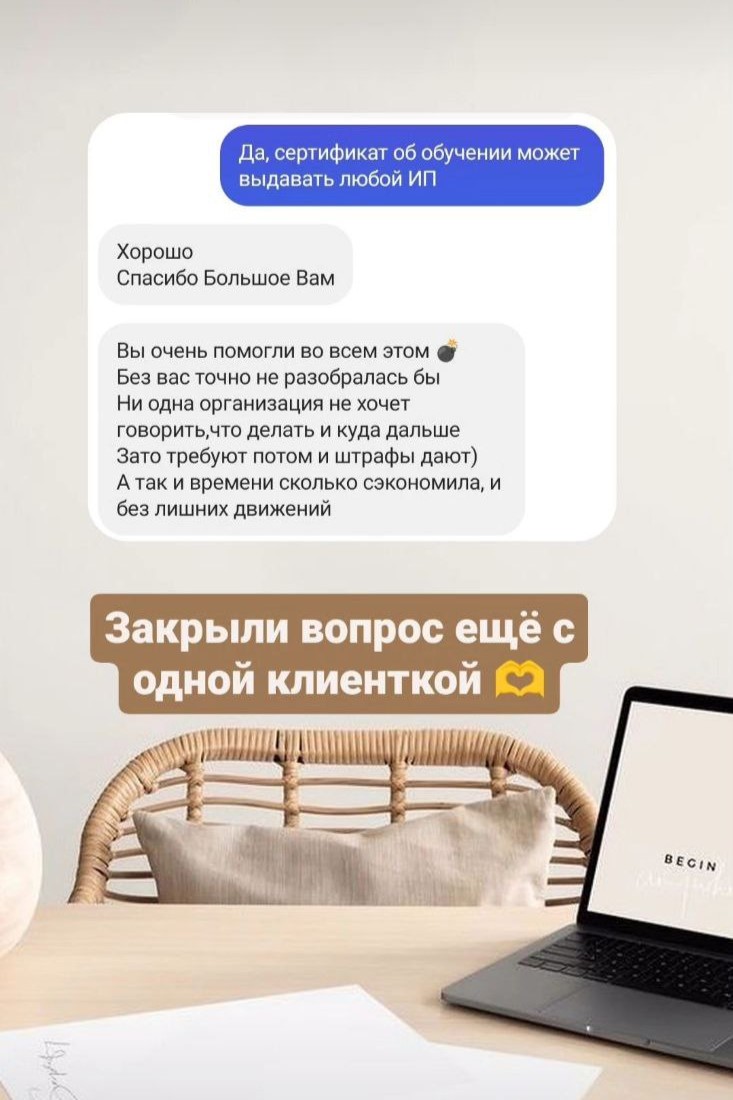 Да, сертификат об обучении может
выдавать любой ИП
Хорошо
Спасибо Большое Вам
Вы очень помогли во всем этом 💣
Без вас точно не разобралась бы
Ни одна организация не хочет
говорить,что делать и куда дальше
Зато требуют потом и штрафы дают)
А так и времени сколько сэкономила, и
без лишних движений
Закрыли вопрос ещё с
одной клиенткой 🫶
BEGIN